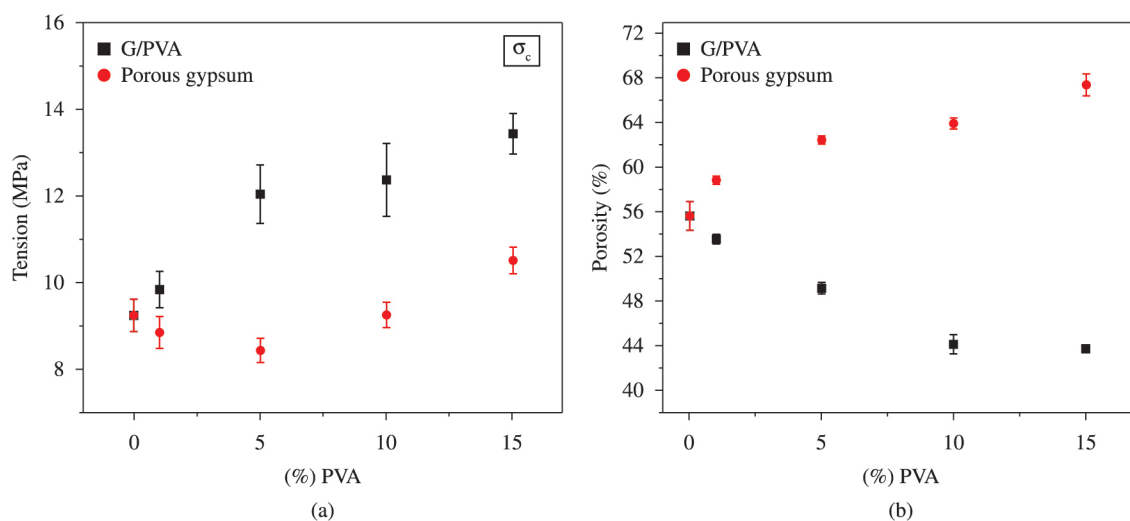 16
14
12
10
8
Tension (MPa)
G/PVA
Porous gypsum
σc
0 5 10 15
(%) PVA
(a)
72
68
64
60
56
52
48
44
40
Porosity (%)
G/PVA
Porous gypsum
0 5 10 15
(%) PVA
(b)